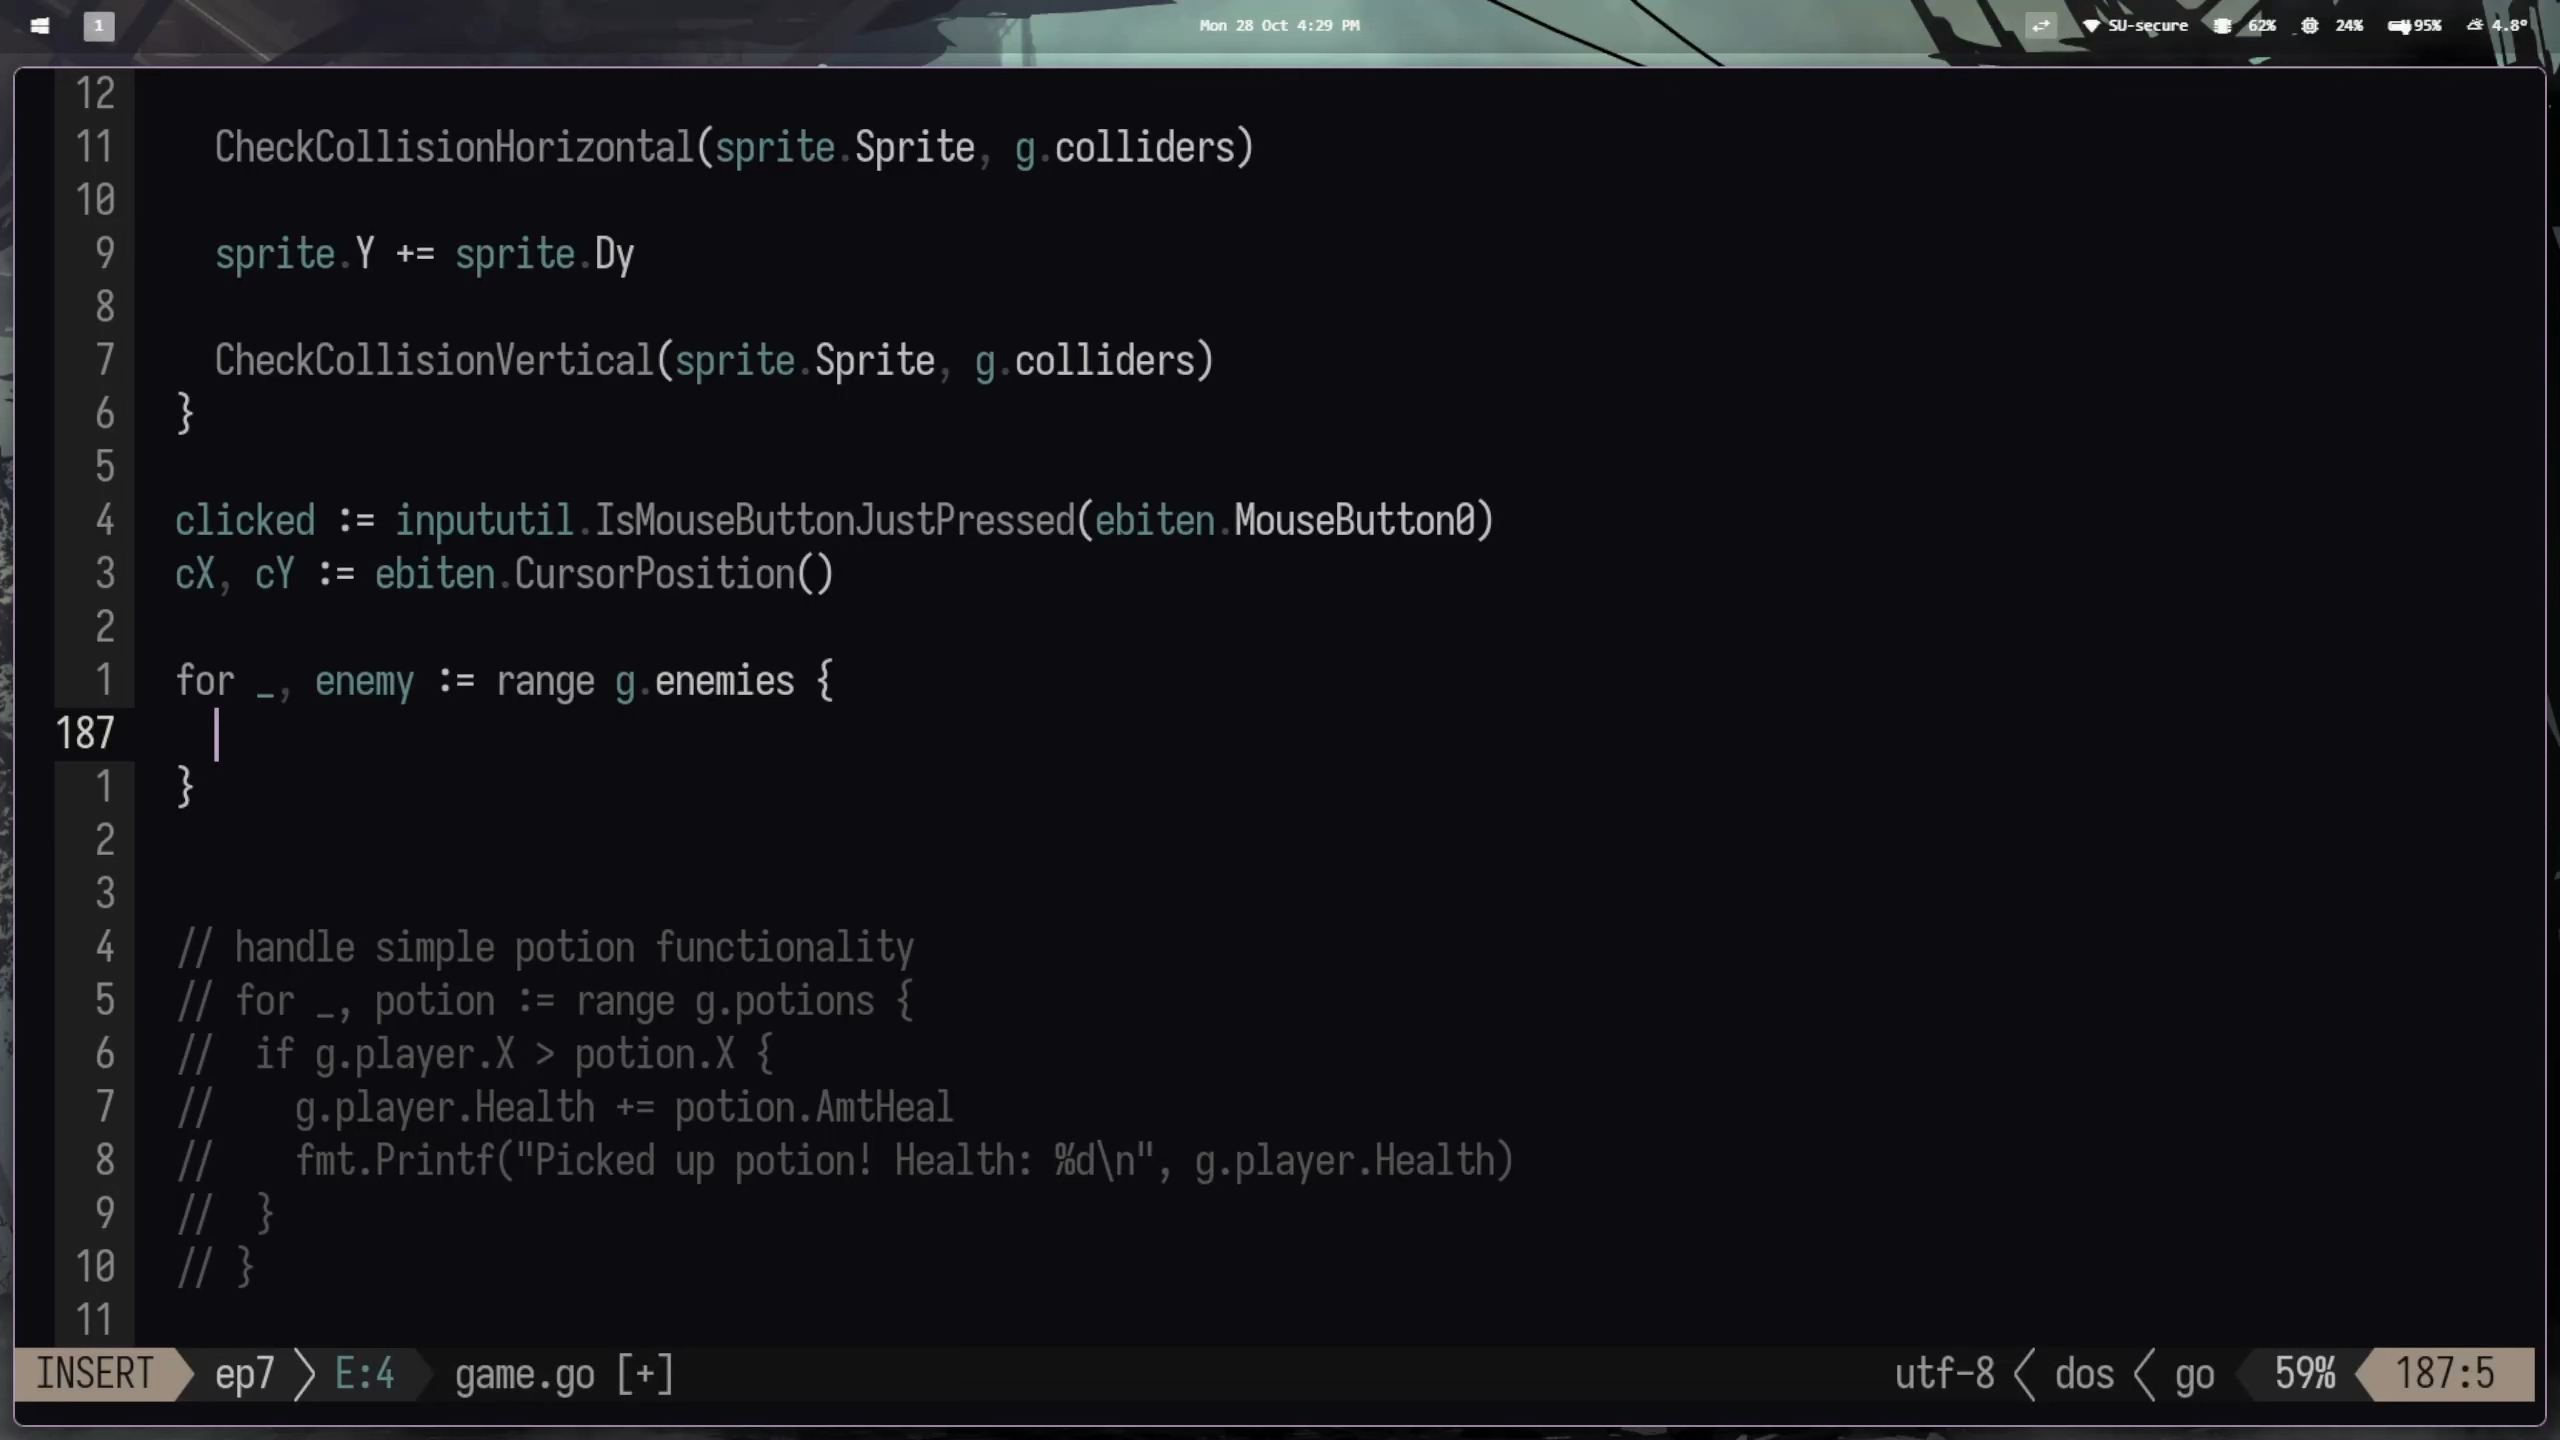 1 Mon 28 Oct 4:29 PM SU-secure 62% 24% 95% 4.8°
12
11 CheckCollisionHorizontal(sprite.Sprite, g.colliders)
10
9 sprite.Y += sprite.Dy
8
7 CheckCollisionVertical(sprite.Sprite, g.colliders)
6 }
5
4 clicked := inpututil.IsMouseButtonJustPressed(ebiten.MouseButton0)
3 cX, cY := ebiten.CursorPosition()
2
1 for _, enemy := range g.enemies {
187
1 }
2
3
4 // handle simple potion functionality
5 // for _, potion := range g.potions {
6 // if g.player.X > potion.X {
7 // g.player.Health += potion.AmtHeal
8 // fmt.Printf("Picked up potion! Health: %d\n", g.player.Health)
9 // }
10 // }
11
INSERT ep7 E:4 game.go [+] utf-8 dos go 59% 187:5